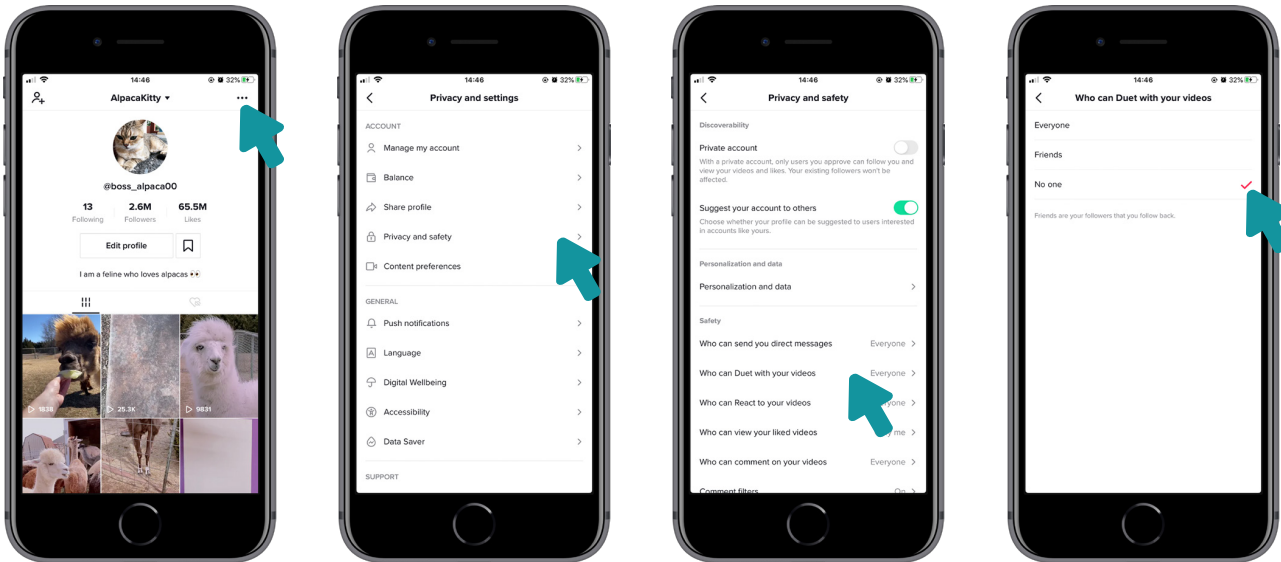 14:46
32%
AlpacaKitty
@boss_alpaca00
13 2.6M 65.5M
Following Followers Likes
Edit profile
I am a feline who loves alpacas 👀
1838 25.3K 9831
14:46
32%
Privacy and settings
ACCOUNT
Manage my account
Balance
Share profile
Privacy and safety
Content preferences
GENERAL
Push notifications
Language
Digital Wellbeing
Accessibility
Data Saver
SUPPORT
14:46
32%
Privacy and safety
Discoverability
Private account
With a private account, only users you approve can follow you and
view your videos and likes. Your existing followers won't be
affected.
Suggest your account to others
Choose whether your profile can be suggested to users interested
in accounts like yours.
Personalization and data
Personalization and data
Safety
Who can send you direct messages Everyone
Who can Duet with your videos Everyone
Who can React to your videos
Who can view your liked videos me
Who can comment on your videos Everyone
Comment filters On
14:46
32%
Who can Duet with your videos
Everyone
Friends
No one
Friends are your followers that you follow back.